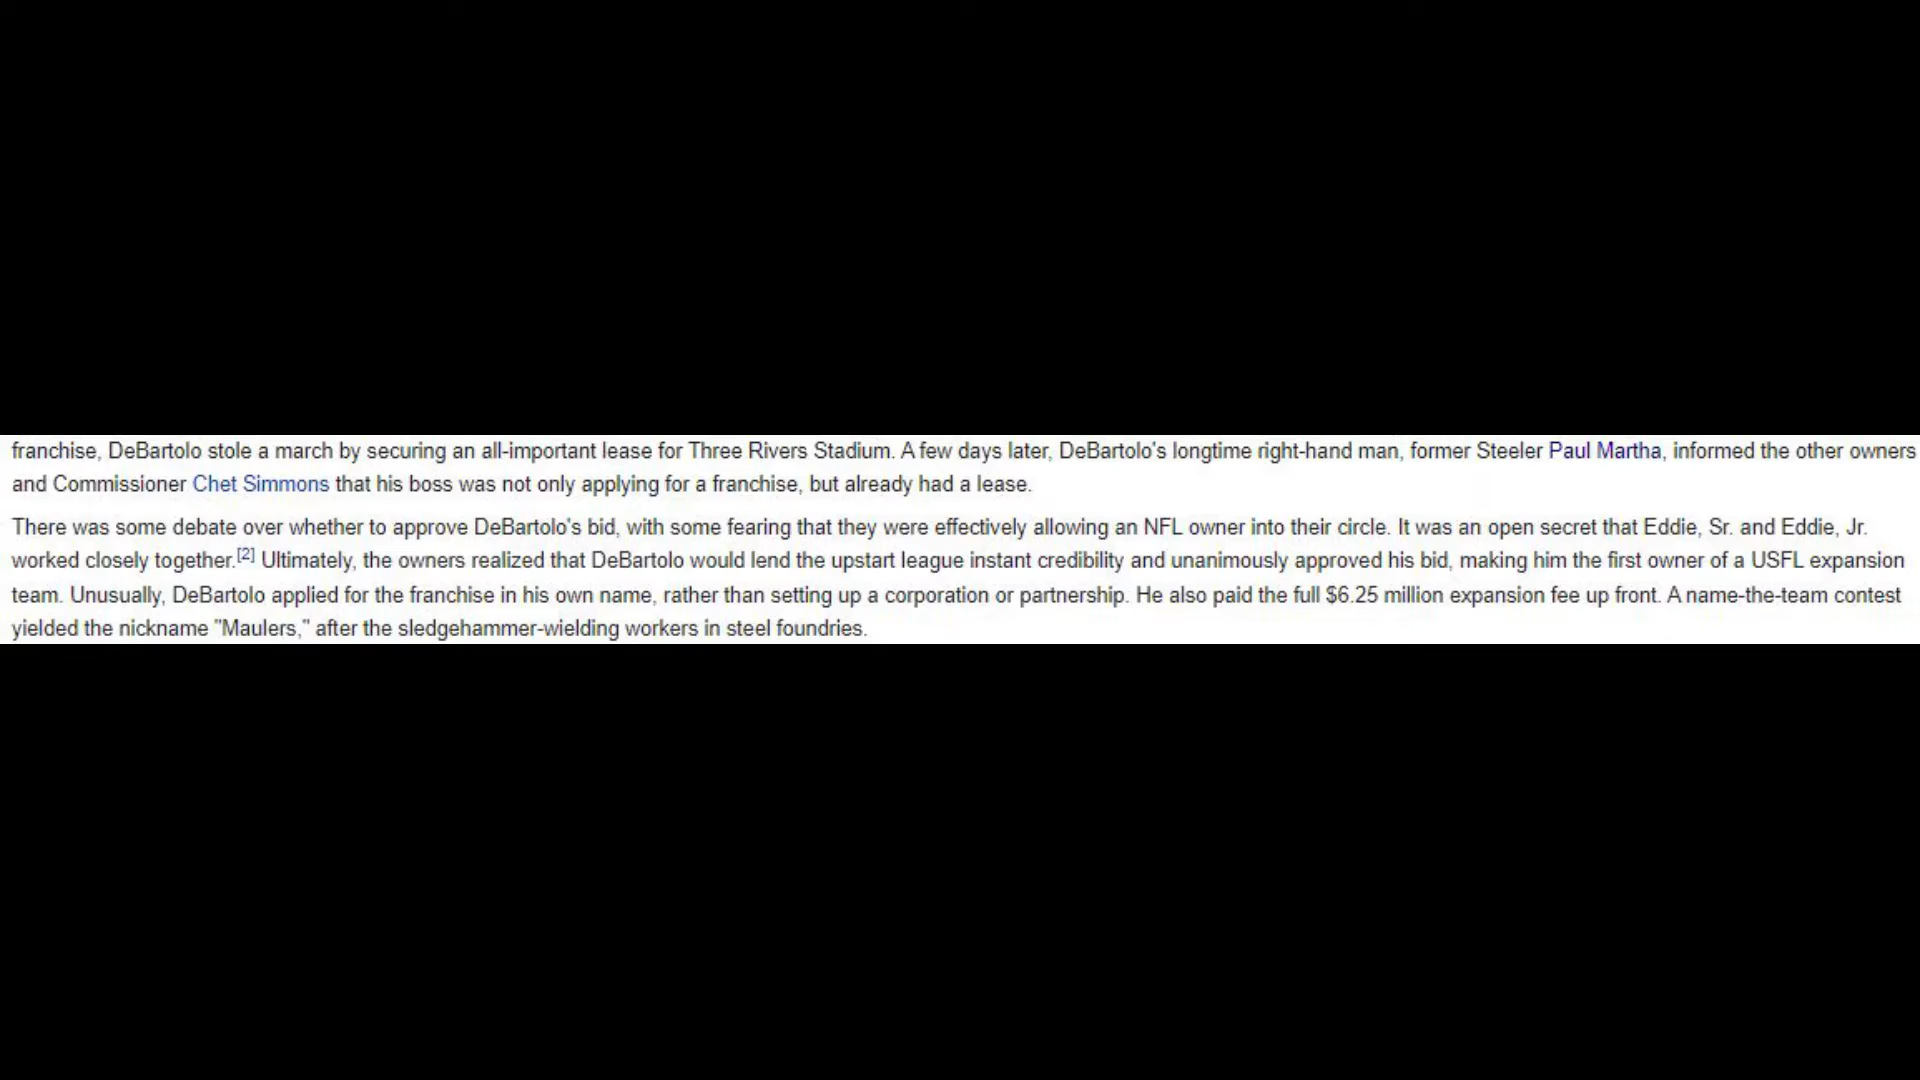 franchise, DeBartolo stole a march by securing an all-important lease for Three Rivers Stadium. A few days later, DeBartolo's longtime right-hand man, former Steeler Paul Martha, informed the other owners
and Commissioner Chet Simmons that his boss was not only applying for a franchise, but already had a lease.
There was some debate over whether to approve DeBartolo's bid, with some fearing that they were effectively allowing an NFL owner into their circle. It was an open secret that Eddie, Sr. and Eddie, Jr.
worked closely together.[2] Ultimately, the owners realized that DeBartolo would lend the upstart league instant credibility and unanimously approved his bid, making him the first owner of a USFL expansion
team. Unusually, DeBartolo applied for the franchise in his own name, rather than setting up a corporation or partnership. He also paid the full $6.25 million expansion fee up front. A name-the-team contest
yielded the nickname "Maulers," after the sledgehammer-wielding workers in steel foundries.